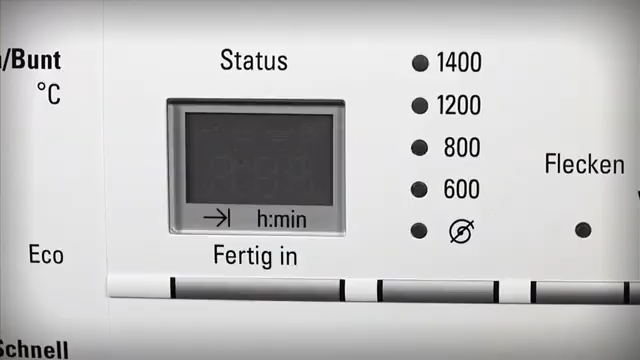 /Bunt
°C
Eco
Schnell
Status
h:min
Fertig in
1400
1200
800
600
Flecken